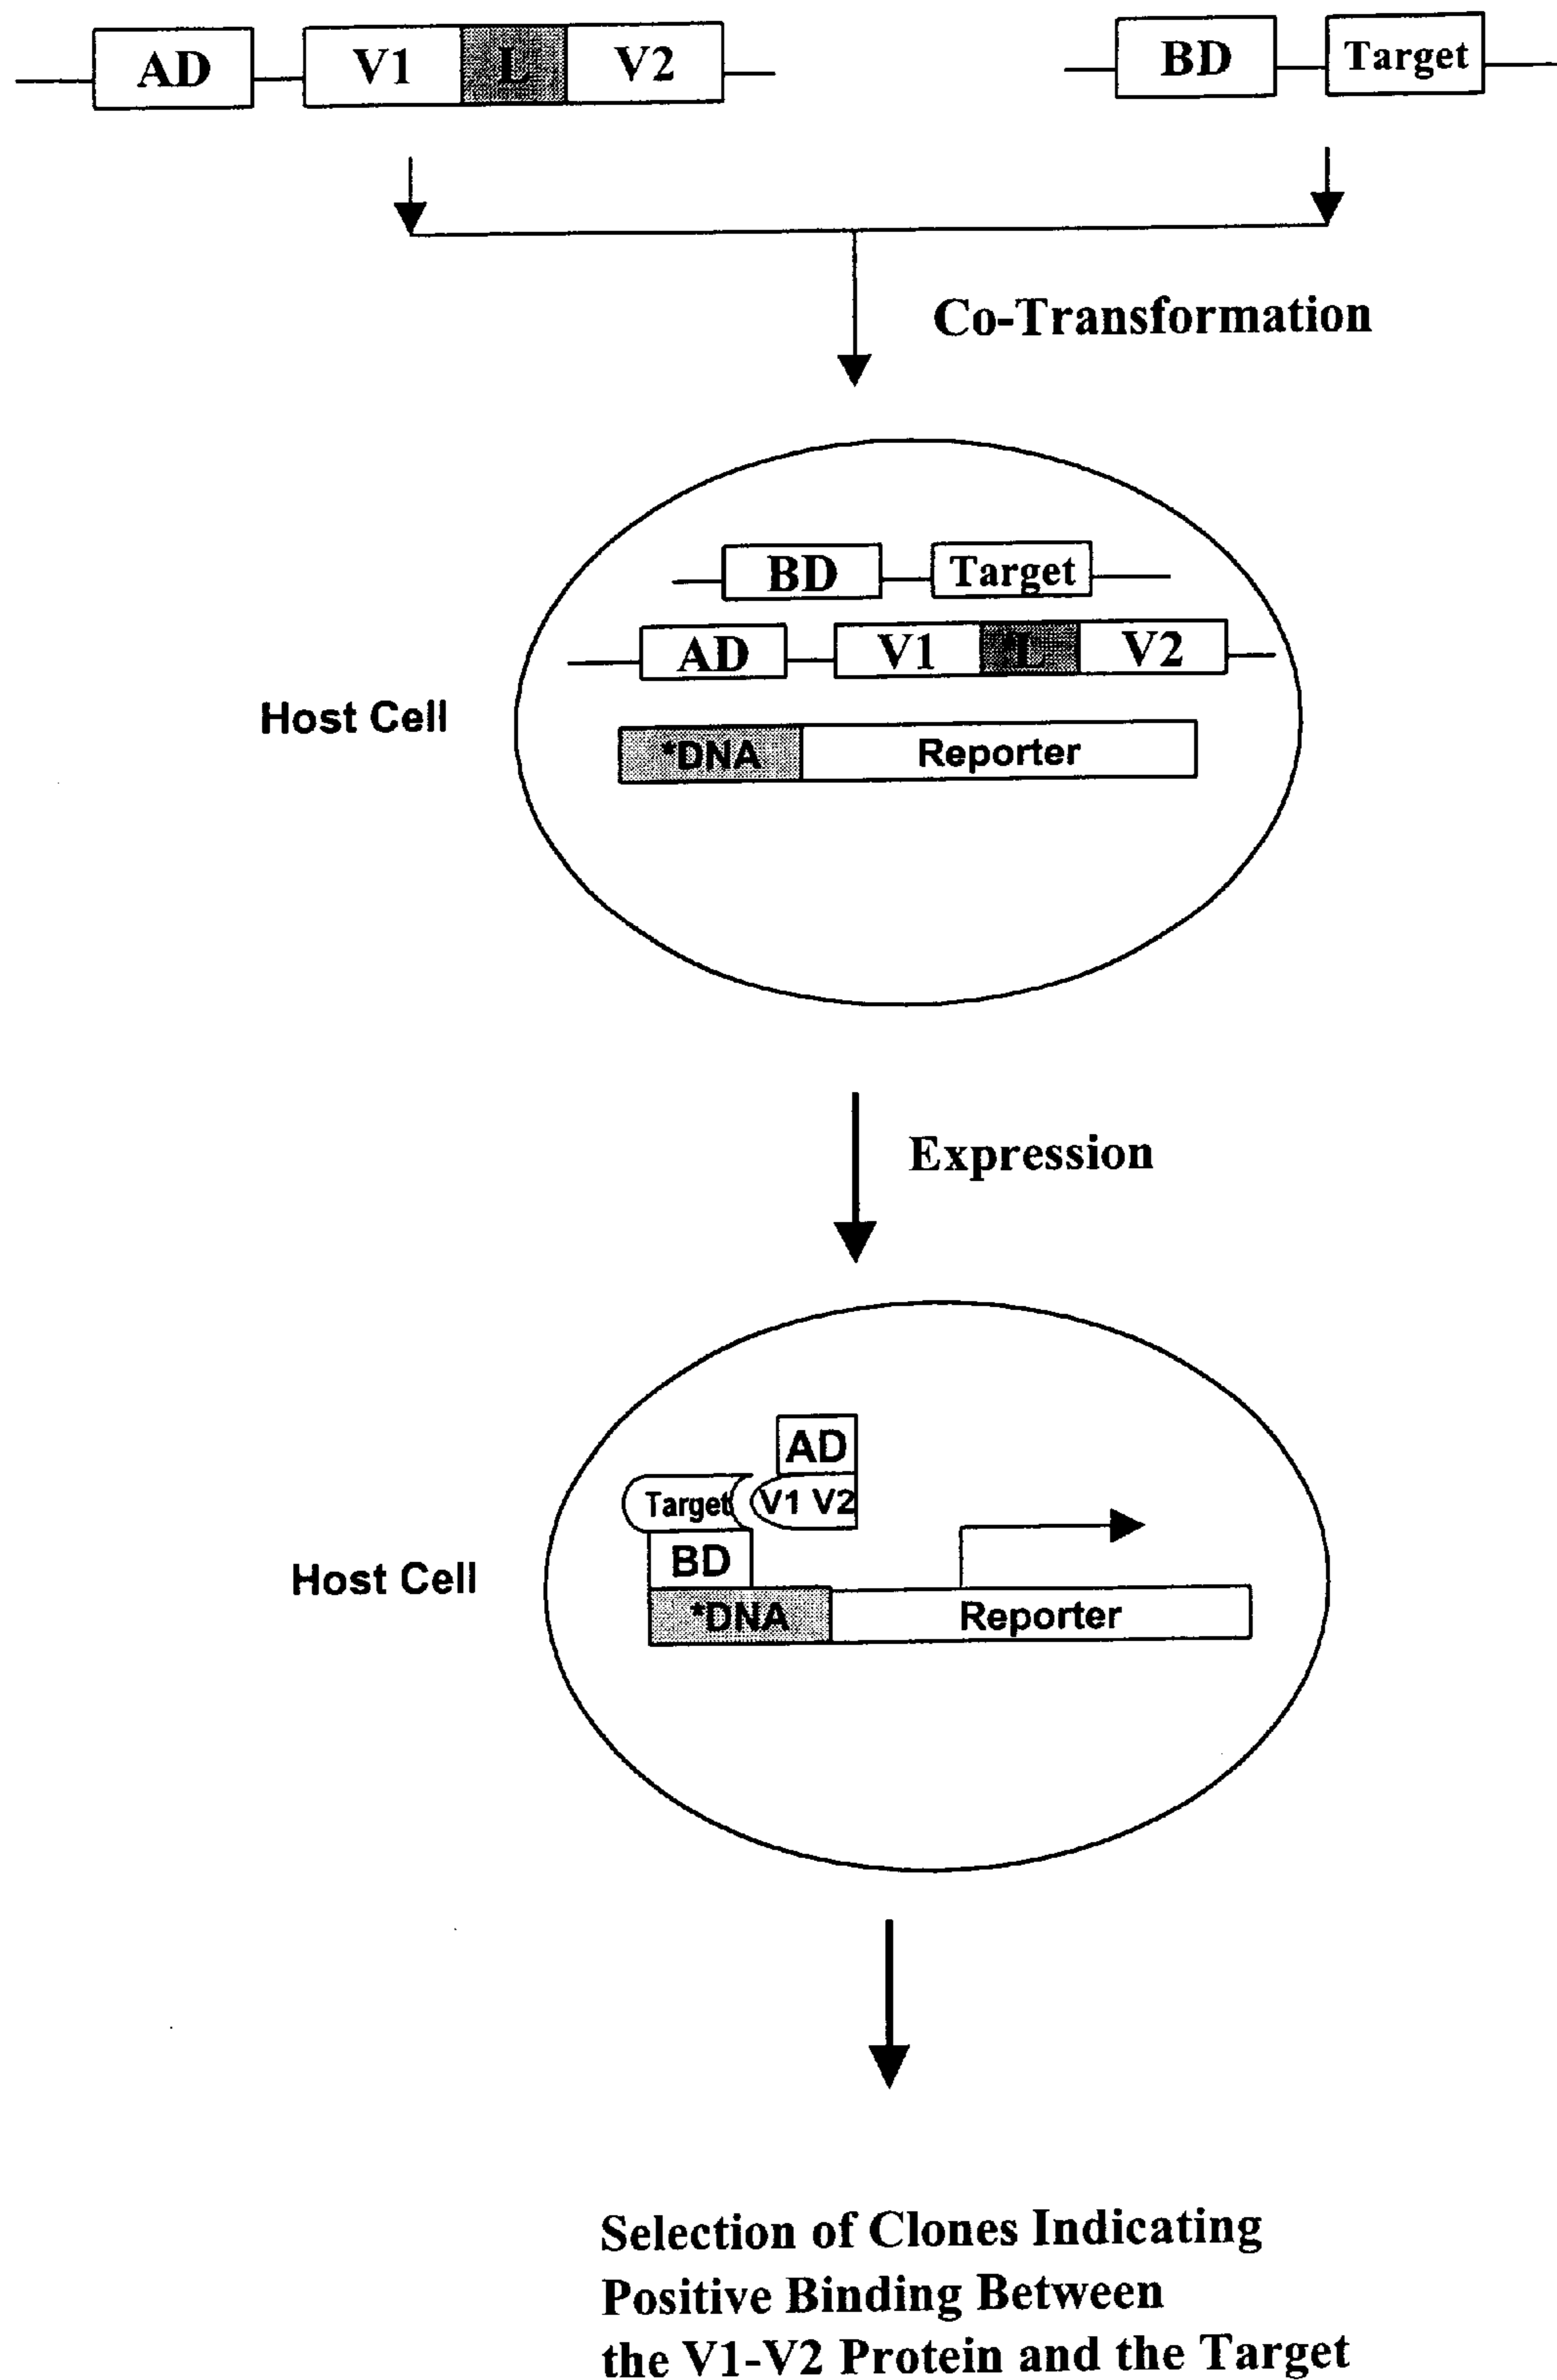 AD V1 L V2 BD Target
Co-Transformation
BD Target
AD V1 L V2
Host Cell
*DNA Reporter
Expression
AD
Target V1 V2
BD
Host Cell
*DNA Reporter
Selection of Clones Indicating
Positive Binding Between
the V1-V2 Protein and the Target